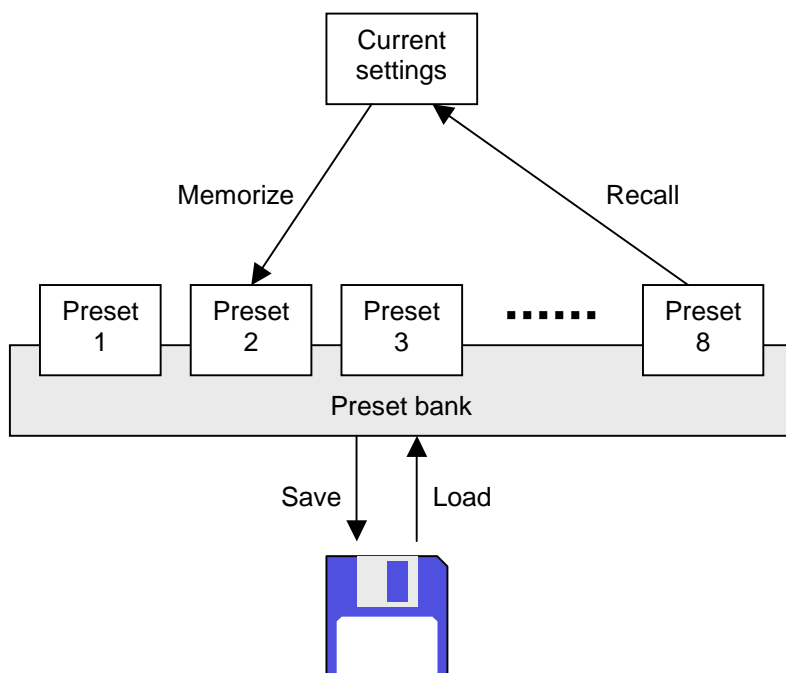 Current
settings
Memorize
Recall
Preset
1
Preset
2
Preset
3
......
Preset
8
Preset bank
Save
Load